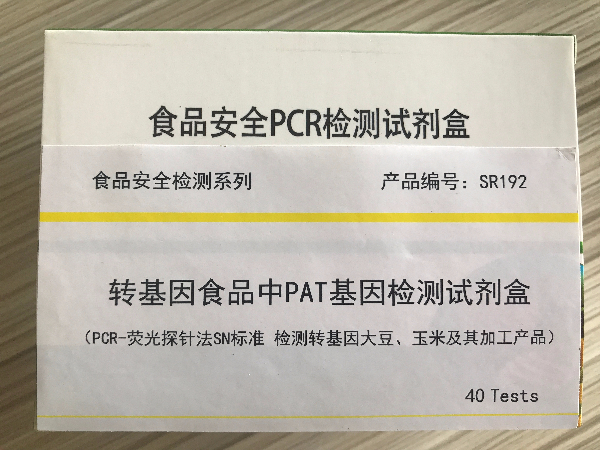 食品安全PCR检测试剂盒
食品安全检测系列 产品编号：SR192
转基因食品中PAT基因检测试剂盒
（PCR-荧光探针法SN标准 检测转基因大豆、玉米及其加工产品）
40 Tests